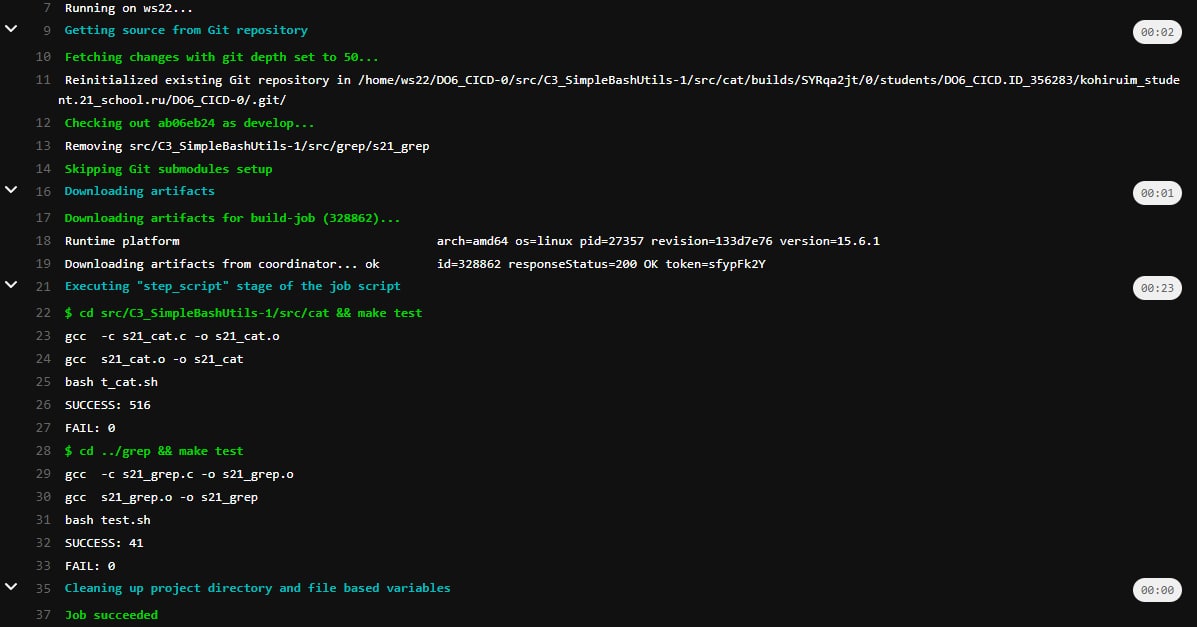 7 Running on ws22...
9 Getting source from Git repository 00:02
10 Fetching changes with git depth set to 50...
11 Reinitialized existing Git repository in /home/ws22/DO6_CICD-0/src/C3_SimpleBashUtils-1/src/cat/builds/SYRqa2jt/0/students/DO6_CICD.ID_356283/kohiruim_stude
nt.21_school.ru/DO6_CICD-0/.git/
12 Checking out ab06eb24 as develop...
13 Removing src/C3_SimpleBashUtils-1/src/grep/s21_grep
14 Skipping Git submodules setup
16 Downloading artifacts 00:01
17 Downloading artifacts for build-job (328862)...
18 Runtime platform arch=amd64 os=linux pid=27357 revision=133d7e76 version=15.6.1
19 Downloading artifacts from coordinator... ok id=328862 responseStatus=200 OK token=sfypFk2Y
21 Executing "step_script" stage of the job script 00:23
22 $ cd src/C3_SimpleBashUtils-1/src/cat && make test
23 gcc -c s21_cat.c -o s21_cat.o
24 gcc s21_cat.o -o s21_cat
25 bash t_cat.sh
26 SUCCESS: 516
27 FAIL: 0
28 $ cd ../grep && make test
29 gcc -c s21_grep.c -o s21_grep.o
30 gcc s21_grep.o -o s21_grep
31 bash test.sh
32 SUCCESS: 41
33 FAIL: 0
35 Cleaning up project directory and file based variables 00:00
37 Job succeeded